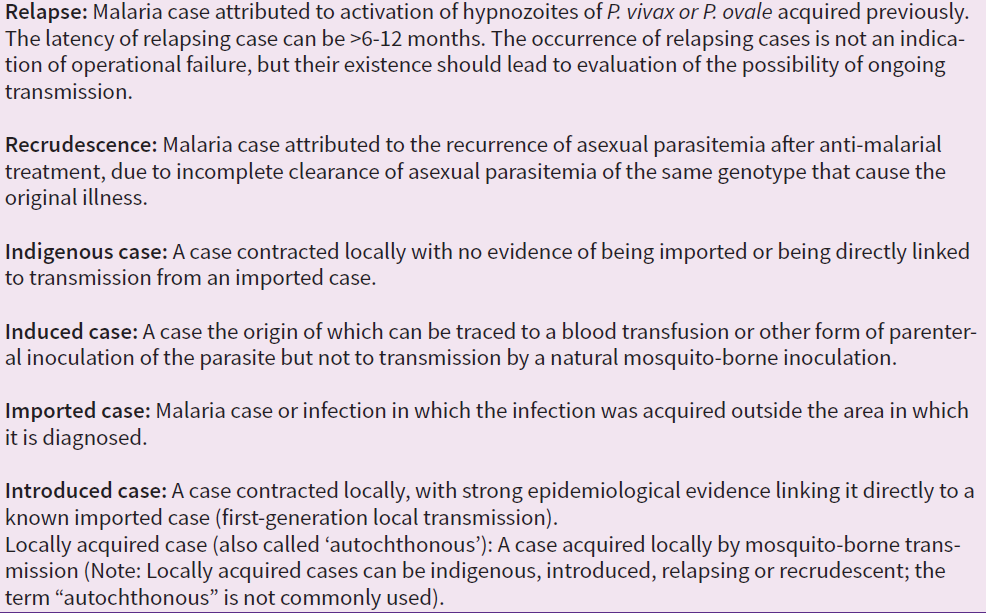 Relapse: Malaria case attributed to activation of hypnozoites of P. vivax or P. ovale acquired previously.
The latency of relapsing case can be >6-12 months. The occurrence of relapsing cases is not an indica-
tion of operational failure, but their existence should lead to evaluation of the possibility of ongoing
transmission.
Recrudescence: Malaria case attributed to the recurrence of asexual parasitemia after anti-malarial
treatment, due to incomplete clearance of asexual parasitemia of the same genotype that cause the
original illness.
Indigenous case: A case contracted locally with no evidence of being imported or being directly linked
to transmission from an imported case.
Induced case: A case the origin of which can be traced to a blood transfusion or other form of parenter-
al inoculation of the parasite but not to transmission by a natural mosquito-borne inoculation.
Imported case: Malaria case or infection in which the infection was acquired outside the area in which
it is diagnosed.
Introduced case: A case contracted locally, with strong epidemiological evidence linking it directly to a
known imported case (first-generation local transmission).
Locally acquired case (also called ‘autochthonous’): A case acquired locally by mosquito-borne trans-
mission (Note: Locally acquired cases can be indigenous, introduced, relapsing or recrudescent; the
term “autochthonous” is not commonly used).